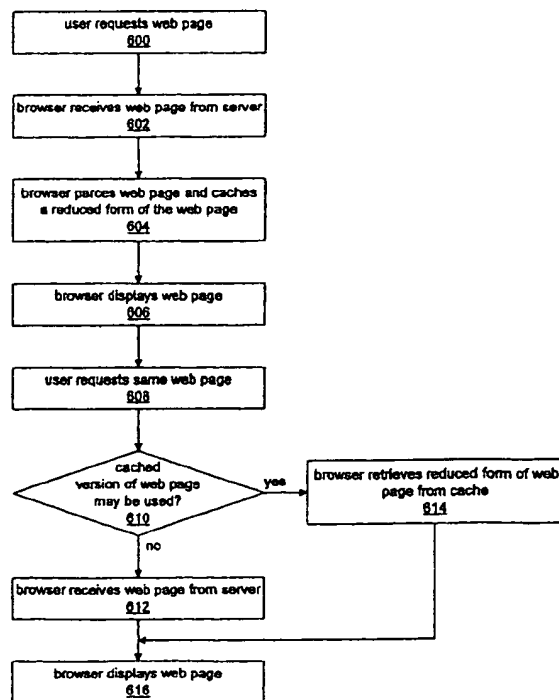 user requests web page
600
browser receives web page from server
602
browser parces web page and caches
a reduced form of the web page
604
browser displays web page
606
user requests same web page
608
cached
version of web page
may be used?
610
yes
browser retrieves reduced form of web
page from cache
614
no
browser receives web page from server
612
browser displays web page
616